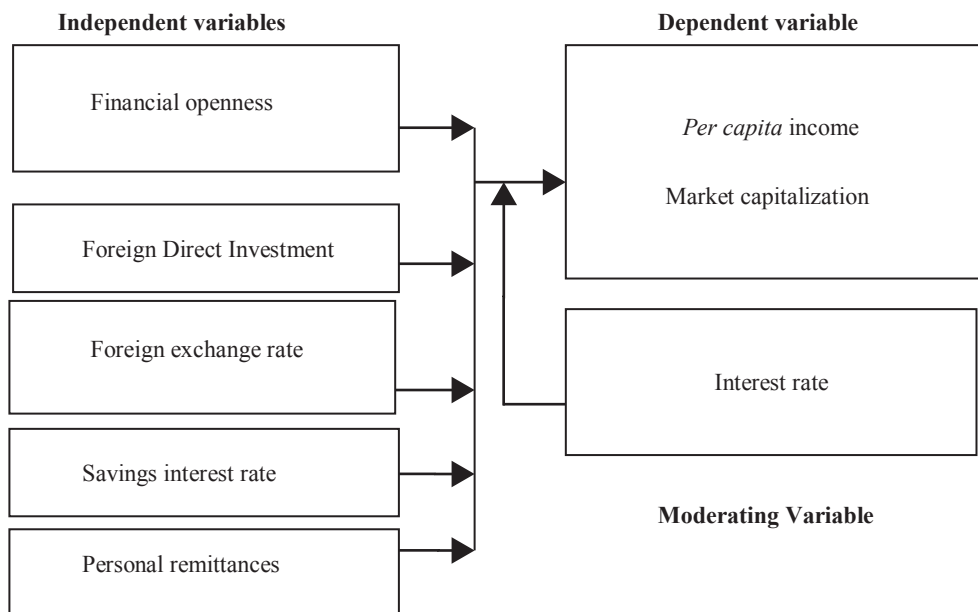 Independent variables
Financial openness
Foreign Direct Investment
Foreign exchange rate
Savings interest rate
Personal remittances
Dependent variable
Per capita income
Market capitalization
Interest rate
Moderating Variable